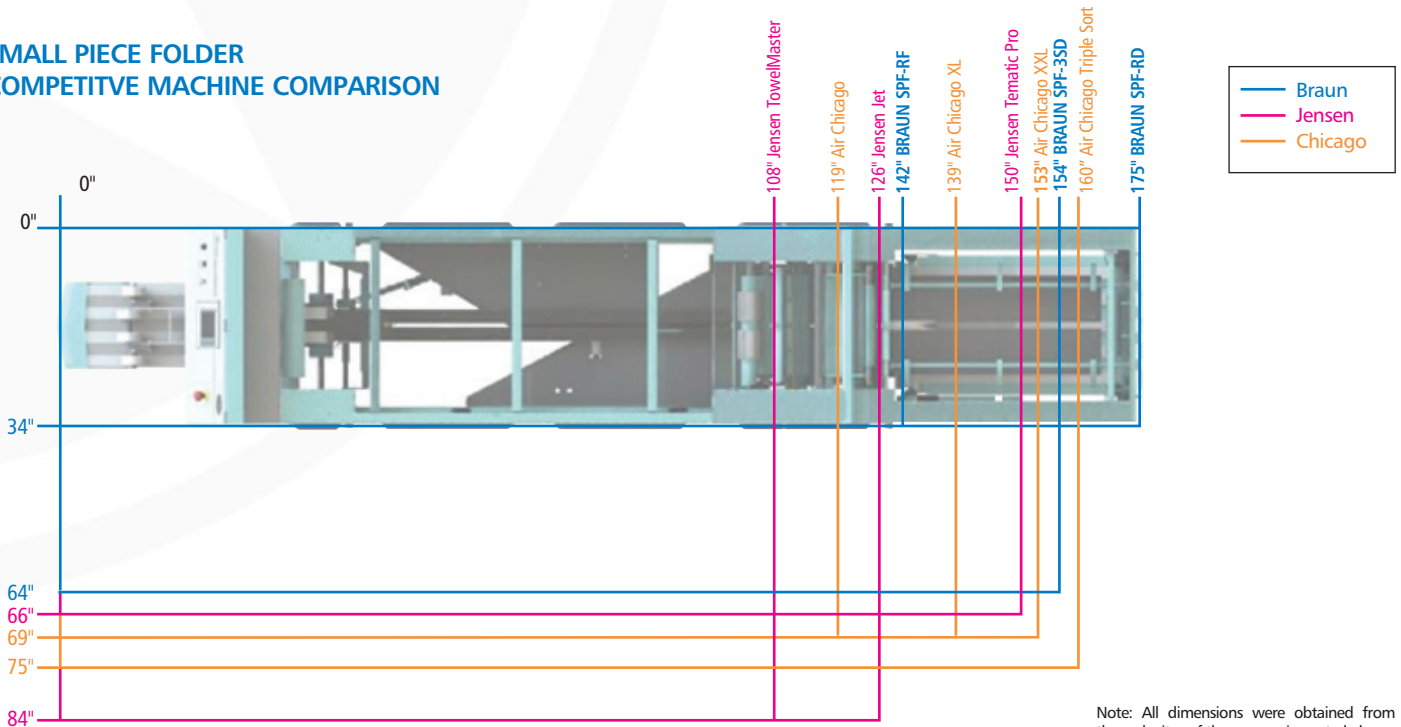 MALL PIECE FOLDER
COMPETITVE MACHINE COMPARISON
108" Jensen TowelMaster
119" Air Chicago
126" Jensen Jet
142" BRAUN SPF-RF
139" Air Chicago XL
150" Jensen Tematic Pro
153" Air Chicago XXL
154" BRAUN SPF-3SD
160” Air Chicago Triple Sort
175" BRAUN SPF-RD
Braun
Jensen
Chicago
0"
0"
34"
64"
66"
69"
75"
84"
Note: All dimensions were obtained from